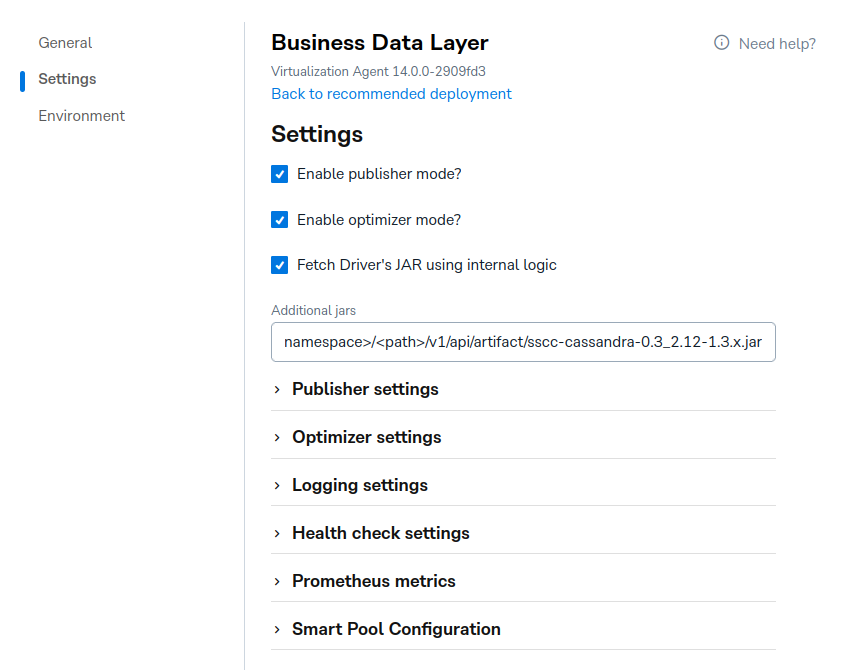 General
Settings
Environment
Business Data Layer
Need help?
Virtualization Agent 14.0.0-2909fd3
Back to recommended deployment
Settings
Enable publisher mode?
Enable optimizer mode?
Fetch Driver's JAR using internal logic
Additional jars
namespace>/<path>/v1/api/artifact/sscc-cassandra-0.3_2.12-1.3.x.jar
Publisher settings
Optimizer settings
Logging settings
Health check settings
Prometheus metrics
Smart Pool Configuration